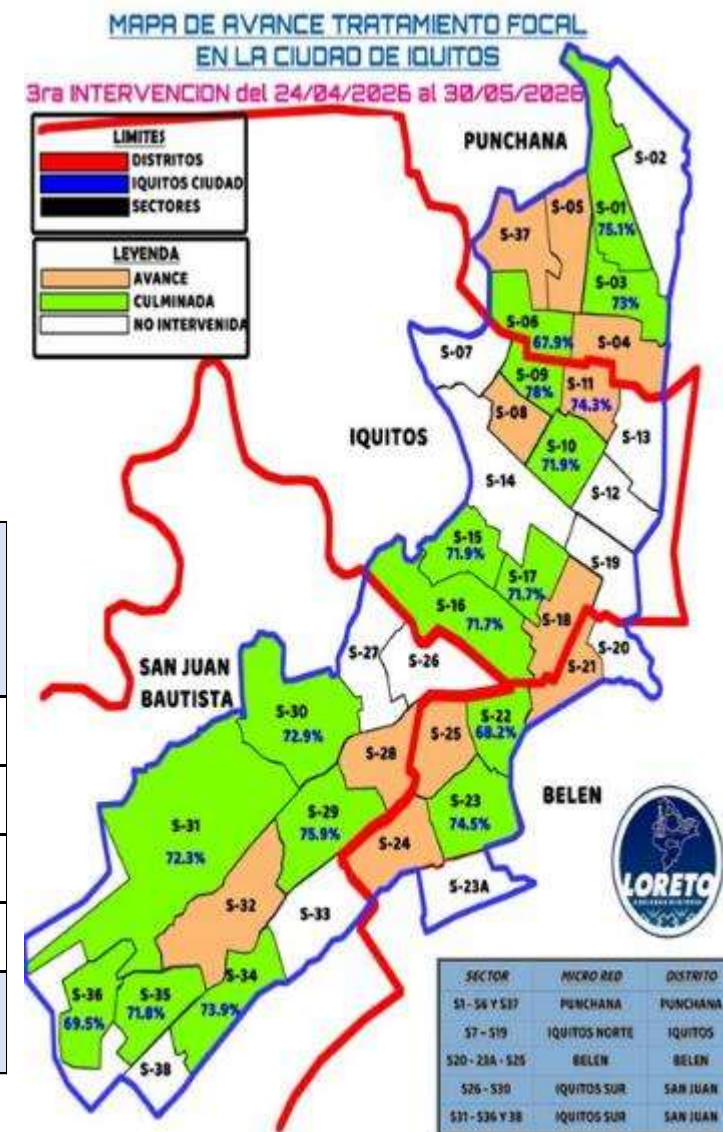 MAPA DE AVANCE TRATAMIENTO FOCAL
EN LA CIUDAD DE IQUITOS
3ra INTERVENCION del 24/04/2026 al 30/05/2026
LIMITES
DISTRITOS
IQUITOS CIUDAD
SECTORES
LEYENDA
AVANCE
CULMINADA
NO INTERVENIDA
PUNCHANA
S-02
S-05
S-01
75.1%
S-37
S-03
73%
S-06
67.9%
S-04
S-07
S-09
78%
S-11
74.3%
S-08
IQUITOS
S-13
S-10
71.9%
S-14
S-12
S-15
71.9%
S-17
71.7%
S-19
S-16
71.7%
S-18
S-20
S-21
S-27
S-26
SAN JUAN
BAUTISTA
S-30
72.9%
S-22
68.2%
S-25
S-28
BELEN
S-31
72.3%
S-29
75.9%
S-23
74.5%
S-24
S-23A
S-32
S-33
S-34
73.9%
S-36
69.5%
S-35
71.8%
S-38
LORETO
SECTOR MICRO RED DISTRITO
S1 - S6 Y S37 PUNCHANA PUNCHANA
S7 - S19 IQUITOS NORTE IQUITOS
S20 - 23A - S25 BELEN BELEN
S26 - S30 IQUITOS SUR SAN JUAN
S31 - S36 Y 38 IQUITOS SUR SAN JUAN